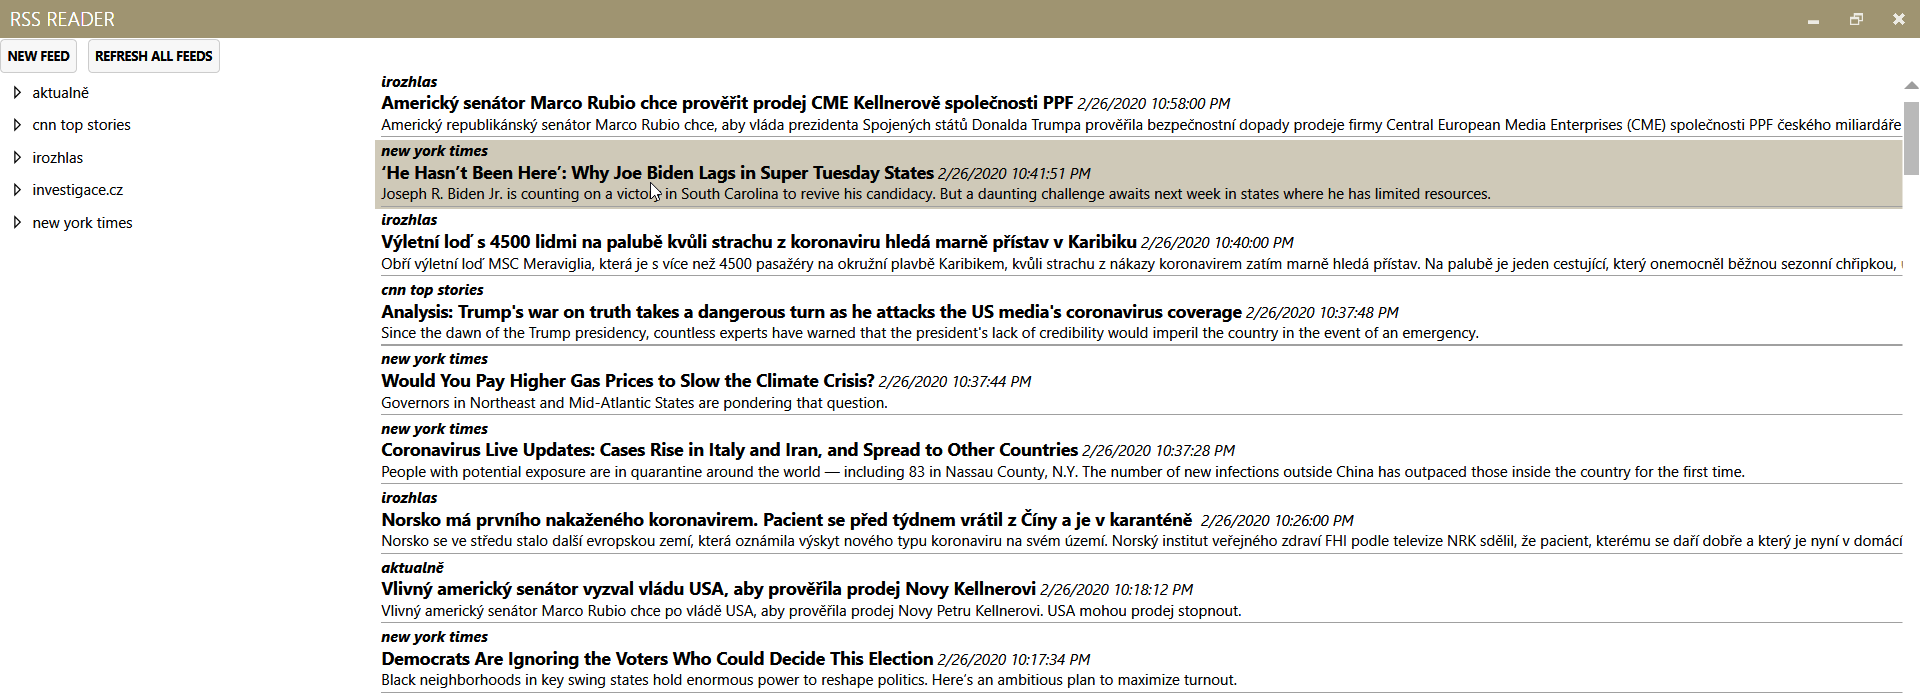 RSS READER
NEW FEED REFRESH ALL FEEDS
aktualně
cnn top stories
irozhlas
investigace.cz
new york times
irozhlas
Americký senátor Marco Rubio chce prověřit prodej CME Kellnerově společnosti PPF 2/26/2020 10:58:00 PM
Americký republikánský senátor Marco Rubio chce, aby vláda prezidenta Spojených států Donalda Trumpa prověřila bezpečnostní dopady prodeje firmy Central European Media Enterprises (CME) společnosti PPF českého miliardáře
new york times
‘He Hasn’t Been Here’: Why Joe Biden Lags in Super Tuesday States 2/26/2020 10:41:51 PM
Joseph R. Biden Jr. is counting on a victory in South Carolina to revive his candidacy. But a daunting challenge awaits next week in states where he has limited resources.
irozhlas
Výletní loď s 4500 lidmi na palubě kvůli strachu z koronaviru hledá marně přístav v Karibiku 2/26/2020 10:40:00 PM
Obří výletní loď MSC Meraviglia, která je s více než 4500 pasažéry na okružní plavbě Karibikem, kvůli strachu z nákazy koronavirem zatím marně hledá přístav. Na palubě je jeden cestující, který onemocněl běžnou sezonní chřipkou,
cnn top stories
Analysis: Trump's war on truth takes a dangerous turn as he attacks the US media's coronavirus coverage 2/26/2020 10:37:48 PM
Since the dawn of the Trump presidency, countless experts have warned that the president's lack of credibility would imperil the country in the event of an emergency.
new york times
Would You Pay Higher Gas Prices to Slow the Climate Crisis? 2/26/2020 10:37:44 PM
Governors in Northeast and Mid-Atlantic States are pondering that question.
new york times
Coronavirus Live Updates: Cases Rise in Italy and Iran, and Spread to Other Countries 2/26/2020 10:37:28 PM
People with potential exposure are in quarantine around the world — including 83 in Nassau County, N.Y. The number of new infections outside China has outpaced those inside the country for the first time.
irozhlas
Norsko má prvního nakaženého koronavirem. Pacient se před týdnem vrátil z Číny a je v karanténě 2/26/2020 10:26:00 PM
Norsko se ve středu stalo další evropskou zemí, která oznámila výskyt nového typu koronaviru na svém území. Norský institut veřejného zdraví FHI podle televize NRK sdělil, že pacient, kterému se daří dobře a který je nyní v domácí
aktualně
Vlivný americký senátor vyzval vládu USA, aby prověřila prodej Novy Kellnerovi 2/26/2020 10:18:12 PM
Vlivný americký senátor Marco Rubio chce po vládě USA, aby prověřila prodej Novy Petru Kellnerovi. USA mohou prodej stopnout.
new york times
Democrats Are Ignoring the Voters Who Could Decide This Election 2/26/2020 10:17:34 PM
Black neighborhoods in key swing states hold enormous power to reshape politics. Here’s an ambitious plan to maximize turnout.